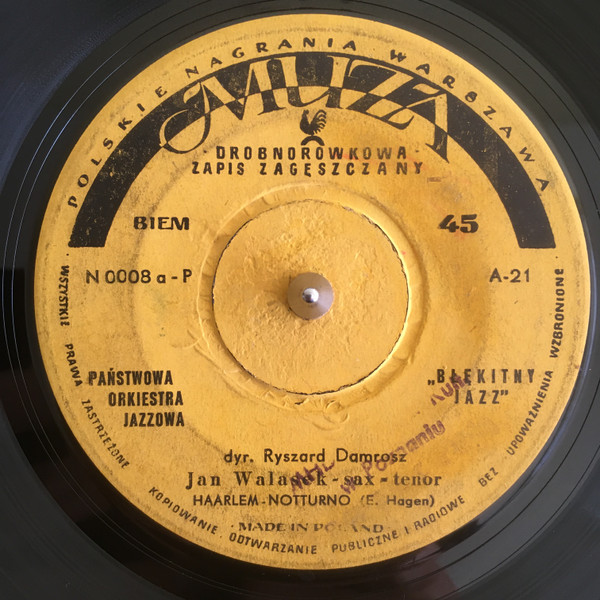 POLSKIE NAGRANIA WARSZAWA
MUZA
DROBNOROWKOWA
ZAPIS ZAGĘSZCZANY
BIEM 45
N 0008 a - P A-21
PAŃSTWOWA
ORKIESTRA
JAZZOWA
„BŁĘKITNY
JAZZ”
dyr. Ryszard Damrosz
Jan Walasek - sax - tenor
HAARLEM-NOTTURNO (E. Hagen)
MADE IN POLAND
WSZYSTKIE PRAWA ZASTRZEŻONE · KOPIOWANIE, ODTWARZANIE PUBLICZNE I RADIOWE BEZ UPOWAŻNIENIA WZBRONIONE
w Poznaniu